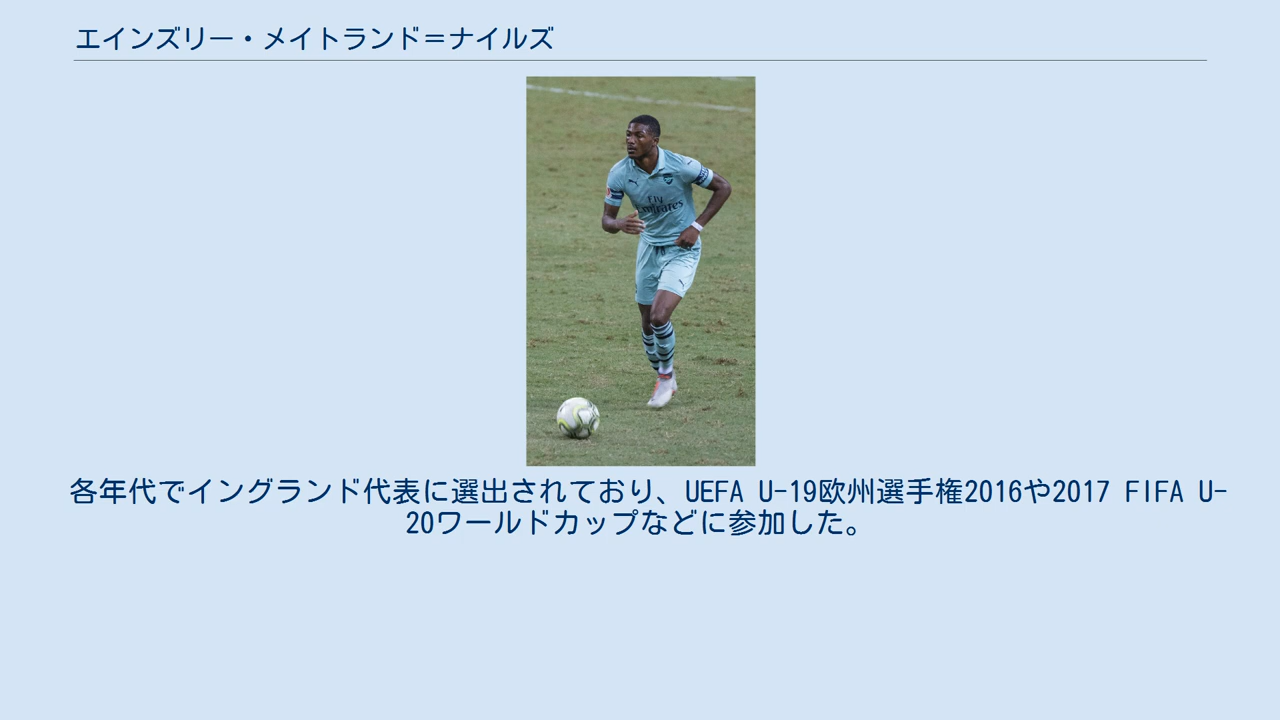 エインズリー・メイトランド＝ナイルズ
Fly
Emirates
各年代でイングランド代表に選出されており、UEFA U-19欧州選手権2016や2017 FIFA U-
20ワールドカップなどに参加した。